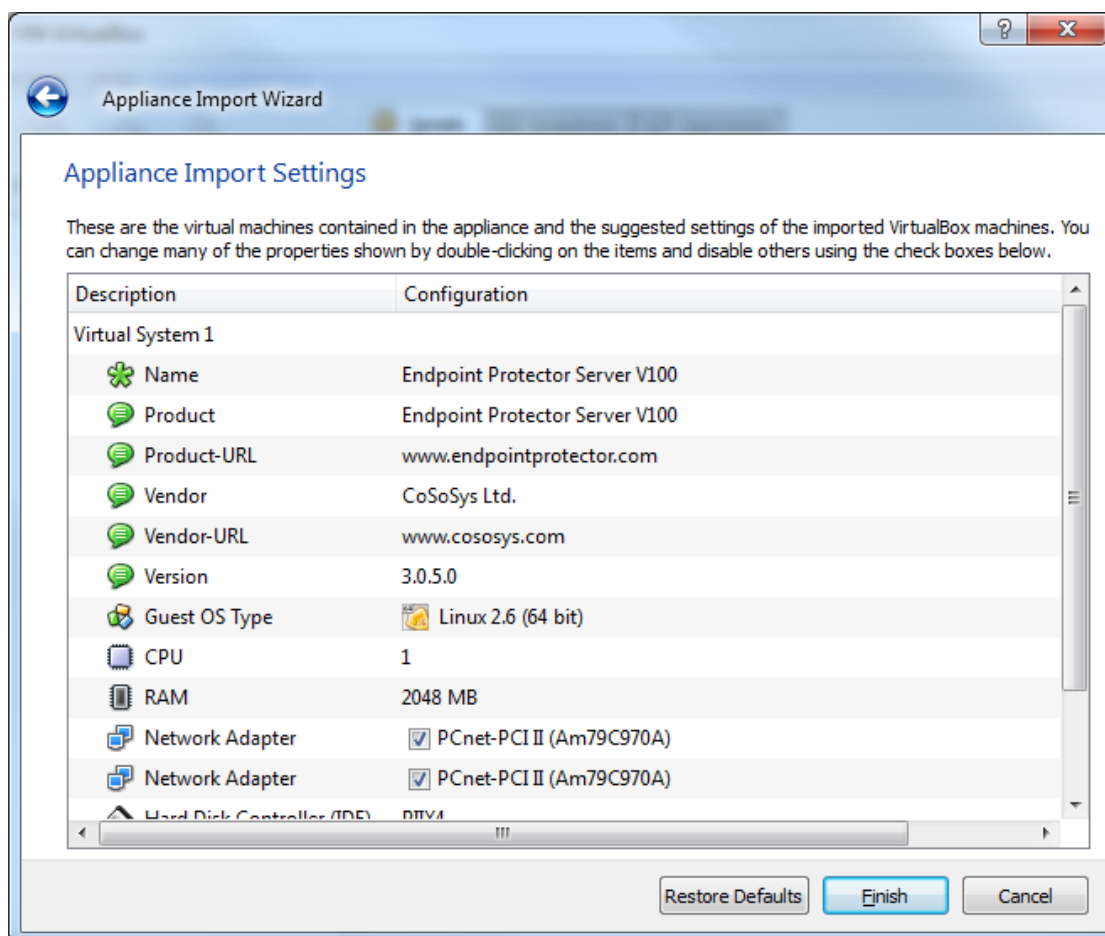 Appliance Import Wizard
Appliance Import Settings
These are the virtual machines contained in the appliance and the suggested settings of the imported VirtualBox machines. You
can change many of the properties shown by double-clicking on the items and disable others using the check boxes below.
Description Configuration
Virtual System 1
Name Endpoint Protector Server V100
Product Endpoint Protector Server V100
Product-URL www.endpointprotector.com
Vendor CoSoSys Ltd.
Vendor-URL www.cososys.com
Version 3.0.5.0
Guest OS Type Linux 2.6 (64 bit)
CPU 1
RAM 2048 MB
Network Adapter PCnet-PCI II (Am79C970A)
Network Adapter PCnet-PCI II (Am79C970A)
Hard Disk Controller (IDE) PIIX4
Restore Defaults Finish Cancel